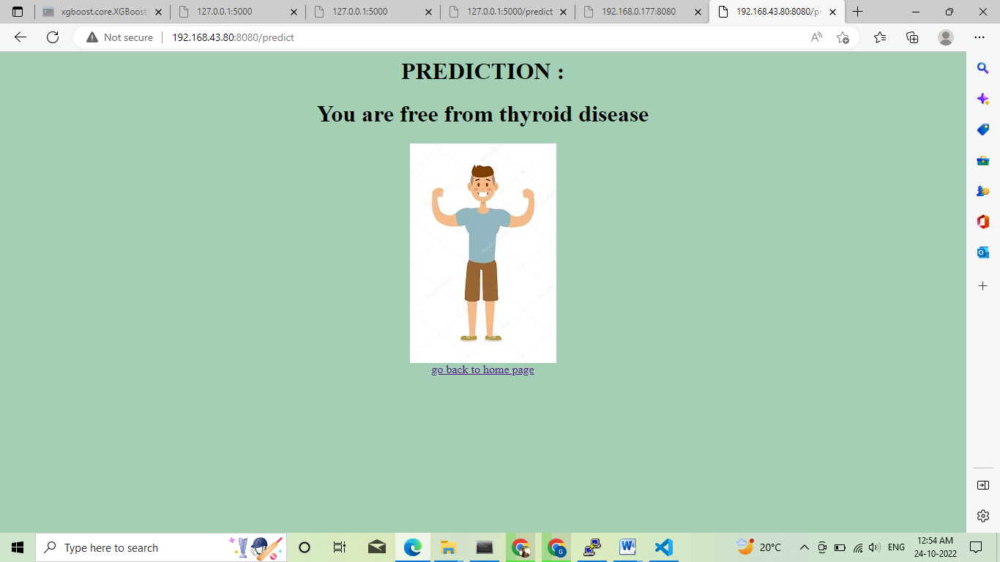 xgboost.core.XGBoost
127.0.0.1:5000
127.0.0.1:5000
127.0.0.1:5000/predict
192.168.0.177:8080
192.168.43.80:8080/pr
Not secure
192.168.43.80:8080/predict
PREDICTION :
You are free from thyroid disease
go back to home page
Type here to search
20°C
ENG
12:54 AM
24-10-2022